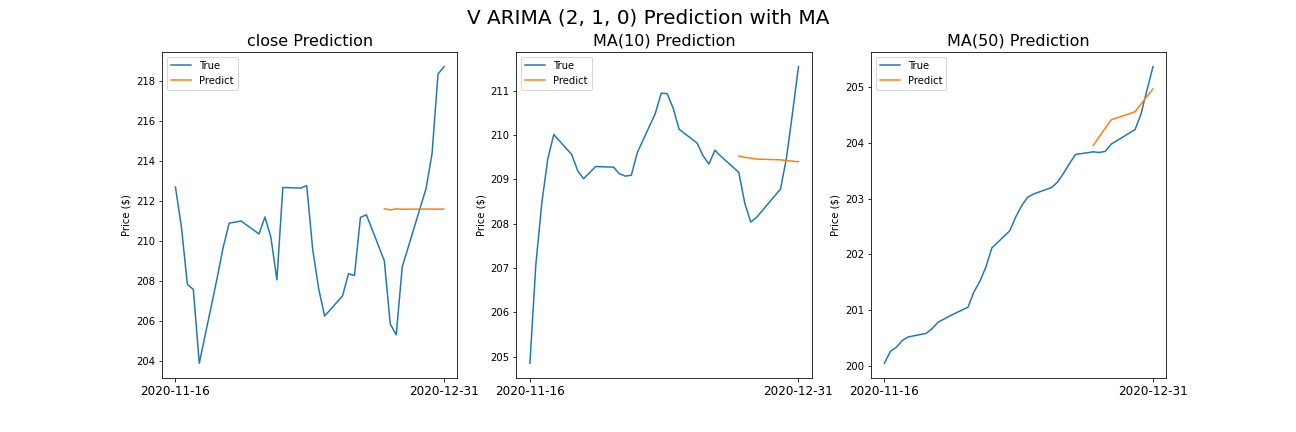 V ARIMA (2, 1, 0) Prediction with MA
close Prediction
True
Predict
Price ($)
218
216
214
212
210
208
206
204
2020-11-16
2020-12-31
MA(10) Prediction
True
Predict
Price ($)
211
210
209
208
207
206
205
2020-11-16
2020-12-31
MA(50) Prediction
True
Predict
Price ($)
205
204
203
202
201
200
2020-11-16
2020-12-31